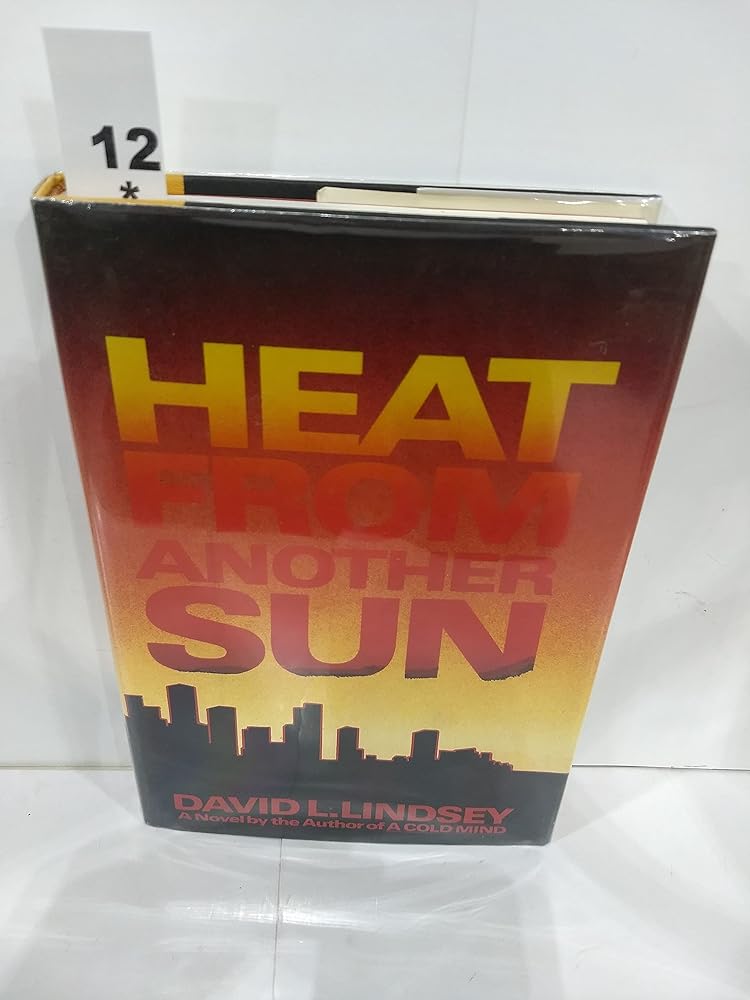 12
*
HEAT
FROM
ANOTHER
SUN
DAVID L. LINDSEY
A Novel by the Author of A COLD MIND